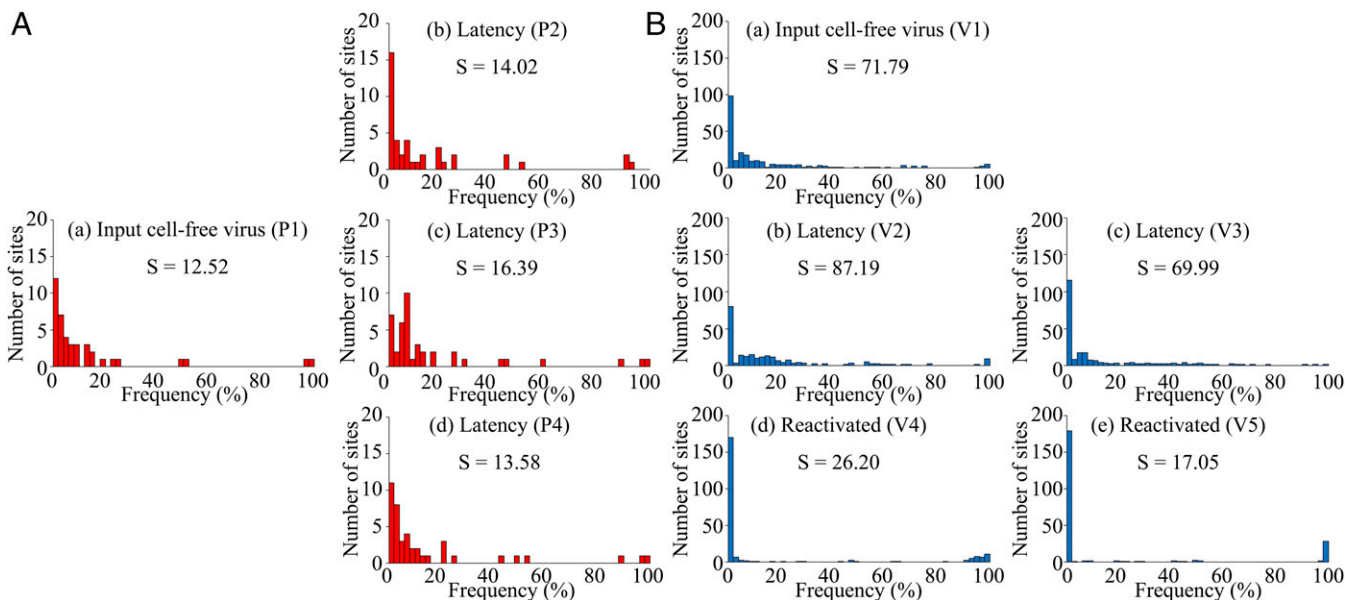 A
B
(b) Latency (P2)
S = 14.02
Number of sites
20
15
10
5
0
0 20 40 60 80 100
Frequency (%)
(a) Input cell-free virus (V1)
S = 71.79
Number of sites
200
150
100
50
0
0 20 40 60 80 100
Frequency (%)
(a) Input cell-free virus (P1)
S = 12.52
Number of sites
20
15
10
5
0
0 20 40 60 80 100
Frequency (%)
(c) Latency (P3)
S = 16.39
Number of sites
20
15
10
5
0
0 20 40 60 80 100
Frequency (%)
(b) Latency (V2)
S = 87.19
Number of sites
200
150
100
50
0
0 20 40 60 80 100
Frequency (%)
(c) Latency (V3)
S = 69.99
Number of sites
200
150
100
50
0
0 20 40 60 80 100
Frequency (%)
(d) Latency (P4)
S = 13.58
Number of sites
20
15
10
5
0
0 20 40 60 80 100
Frequency (%)
(d) Reactivated (V4)
S = 26.20
Number of sites
200
150
100
50
0
0 20 40 60 80 100
Frequency (%)
(e) Reactivated (V5)
S = 17.05
Number of sites
200
150
100
50
0
0 20 40 60 80 100
Frequency (%)